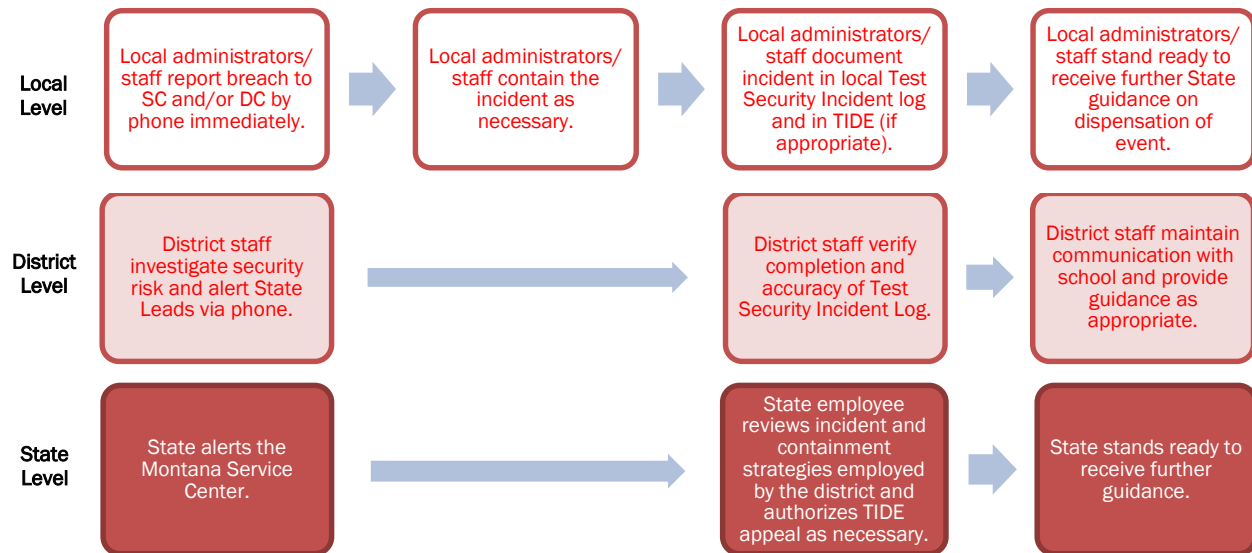 Local
Level
Local administrators/
staff report breach to
SC and/or DC by
phone immediately.
Local administrators/
staff contain the
incident as
necessary.
Local administrators/
staff document
incident in local Test
Security Incident log
and in TIDE (if
appropriate).
Local administrators/
staff stand ready to
receive further State
guidance on
dispensation of
event.
District
Level
District staff
investigate security
risk and alert State
Leads via phone.
District staff verify
completion and
accuracy of Test
Security Incident Log.
District staff maintain
communication with
school and provide
guidance as
appropriate.
State
Level
State alerts the
Montana Service
Center.
State employee
reviews incident and
containment
strategies employed
by the district and
authorizes TIDE
appeal as necessary.
State stands ready to
receive further
guidance.